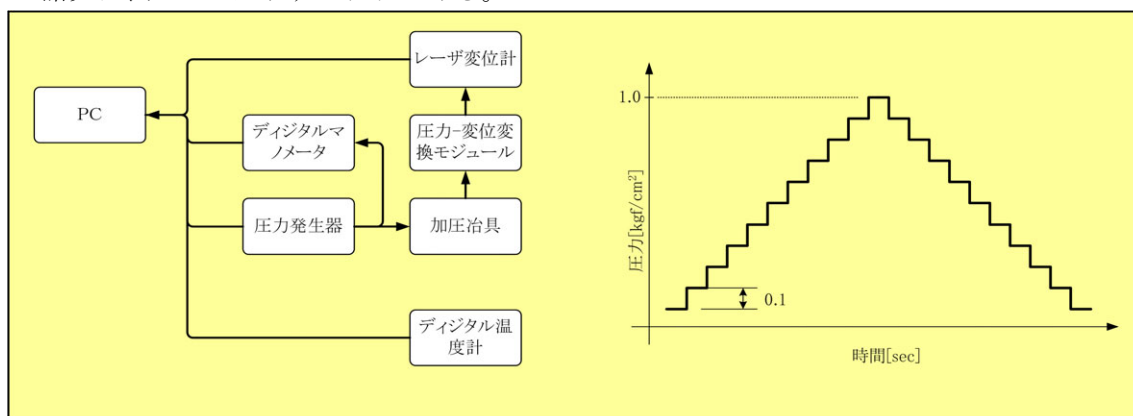 レーザ変位計
PC
ディジタルマ
ノメータ
圧力-変位変
換モジュール
圧力発生器
加圧冶具
ディジタル温
度計
1.0
圧力[kgf/cm²]
0.1
時間[sec]